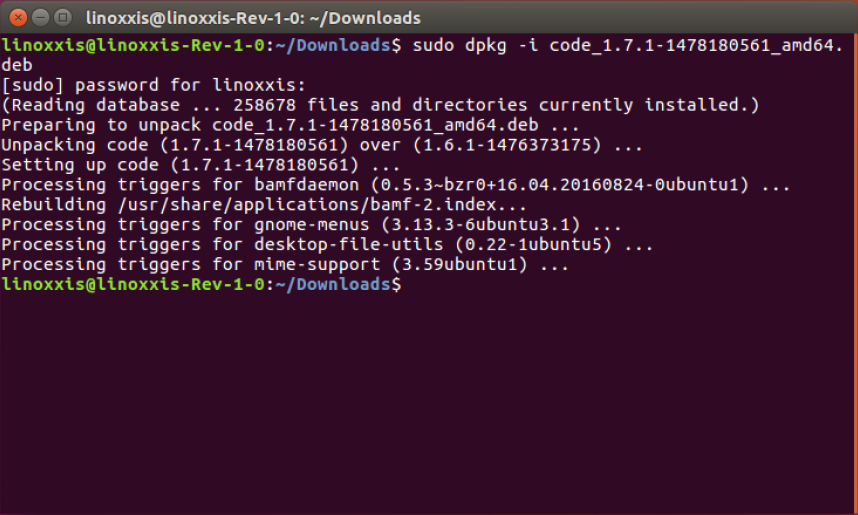 linoxxis@linoxxis-Rev-1-0: ~/Downloads
linoxxis@linoxxis-Rev-1-0:~/Downloads$ sudo dpkg -i code_1.7.1-1478180561_amd64.
deb
[sudo] password for linoxxis:
(Reading database ... 258678 files and directories currently installed.)
Preparing to unpack code_1.7.1-1478180561_amd64.deb ...
Unpacking code (1.7.1-1478180561) over (1.6.1-1476373175) ...
Setting up code (1.7.1-1478180561) ...
Processing triggers for bamfdaemon (0.5.3~bzr0+16.04.20160824-0ubuntu1) ...
Rebuilding /usr/share/applications/bamf-2.index...
Processing triggers for gnome-menus (3.13.3-6ubuntu3.1) ...
Processing triggers for desktop-file-utils (0.22-1ubuntu5) ...
Processing triggers for mime-support (3.59ubuntu1) ...
linoxxis@linoxxis-Rev-1-0:~/Downloads$